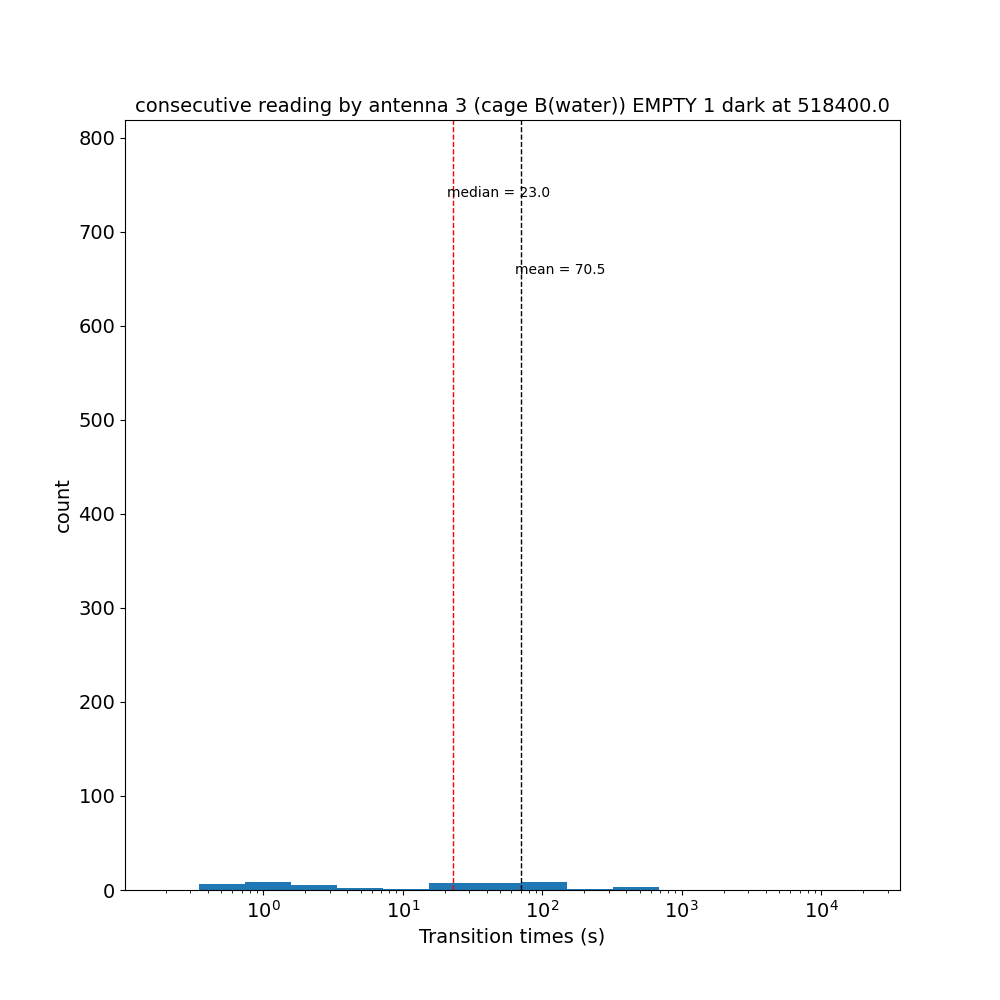 consecutive reading by antenna 3 (cage B(water)) EMPTY 1 dark at 518400.0
800
median = 23.0
700
mean = 70.5
600
500
count
400
300
200
100
0
10⁰ 10¹ 10² 10³ 10⁴
Transition times (s)